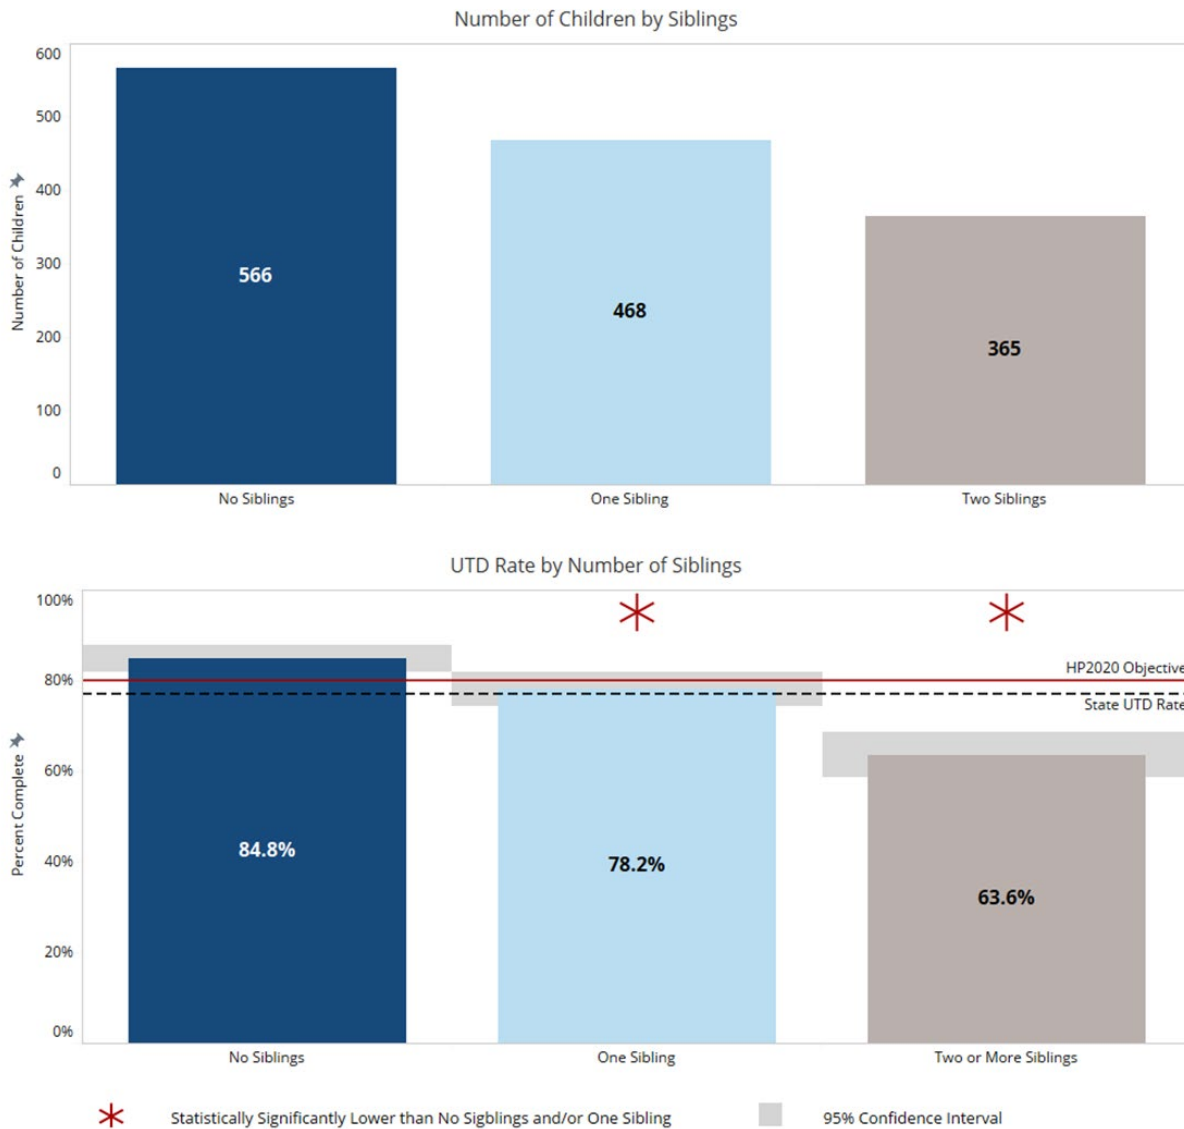 Number of Children by Siblings
600
500
400
300
200
100
0
Number of Children
566
468
365
No Siblings
One Sibling
Two Siblings
UTD Rate by Number of Siblings
100%
80%
60%
40%
20%
0%
Percent Complete
HP2020 Objective
State UTD Rate
84.8%
78.2%
63.6%
No Siblings
One Sibling
Two or More Siblings
Statistically Significantly Lower than No Sigblings and/or One Sibling
95% Confidence Interval